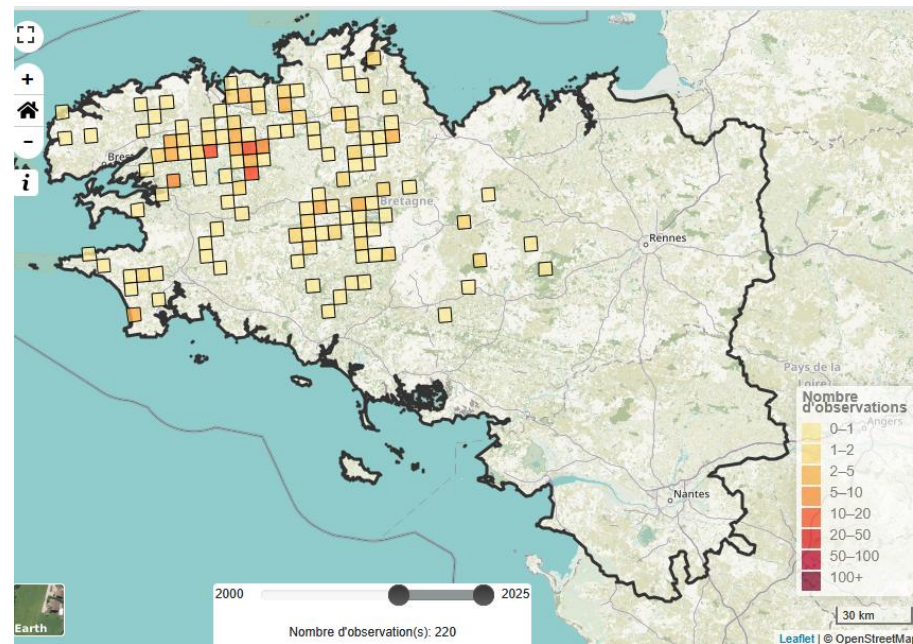 +
−
i
Brest
Bretagne
Rennes
Pays de la
Loire
Angers
Nantes
Nombre
d'observations
0–1
1–2
2–5
5–10
10–20
20–50
50–100
100+
30 km
Earth
2000
2025
Nombre d'observation(s): 220
Leaflet | © OpenStreetMap